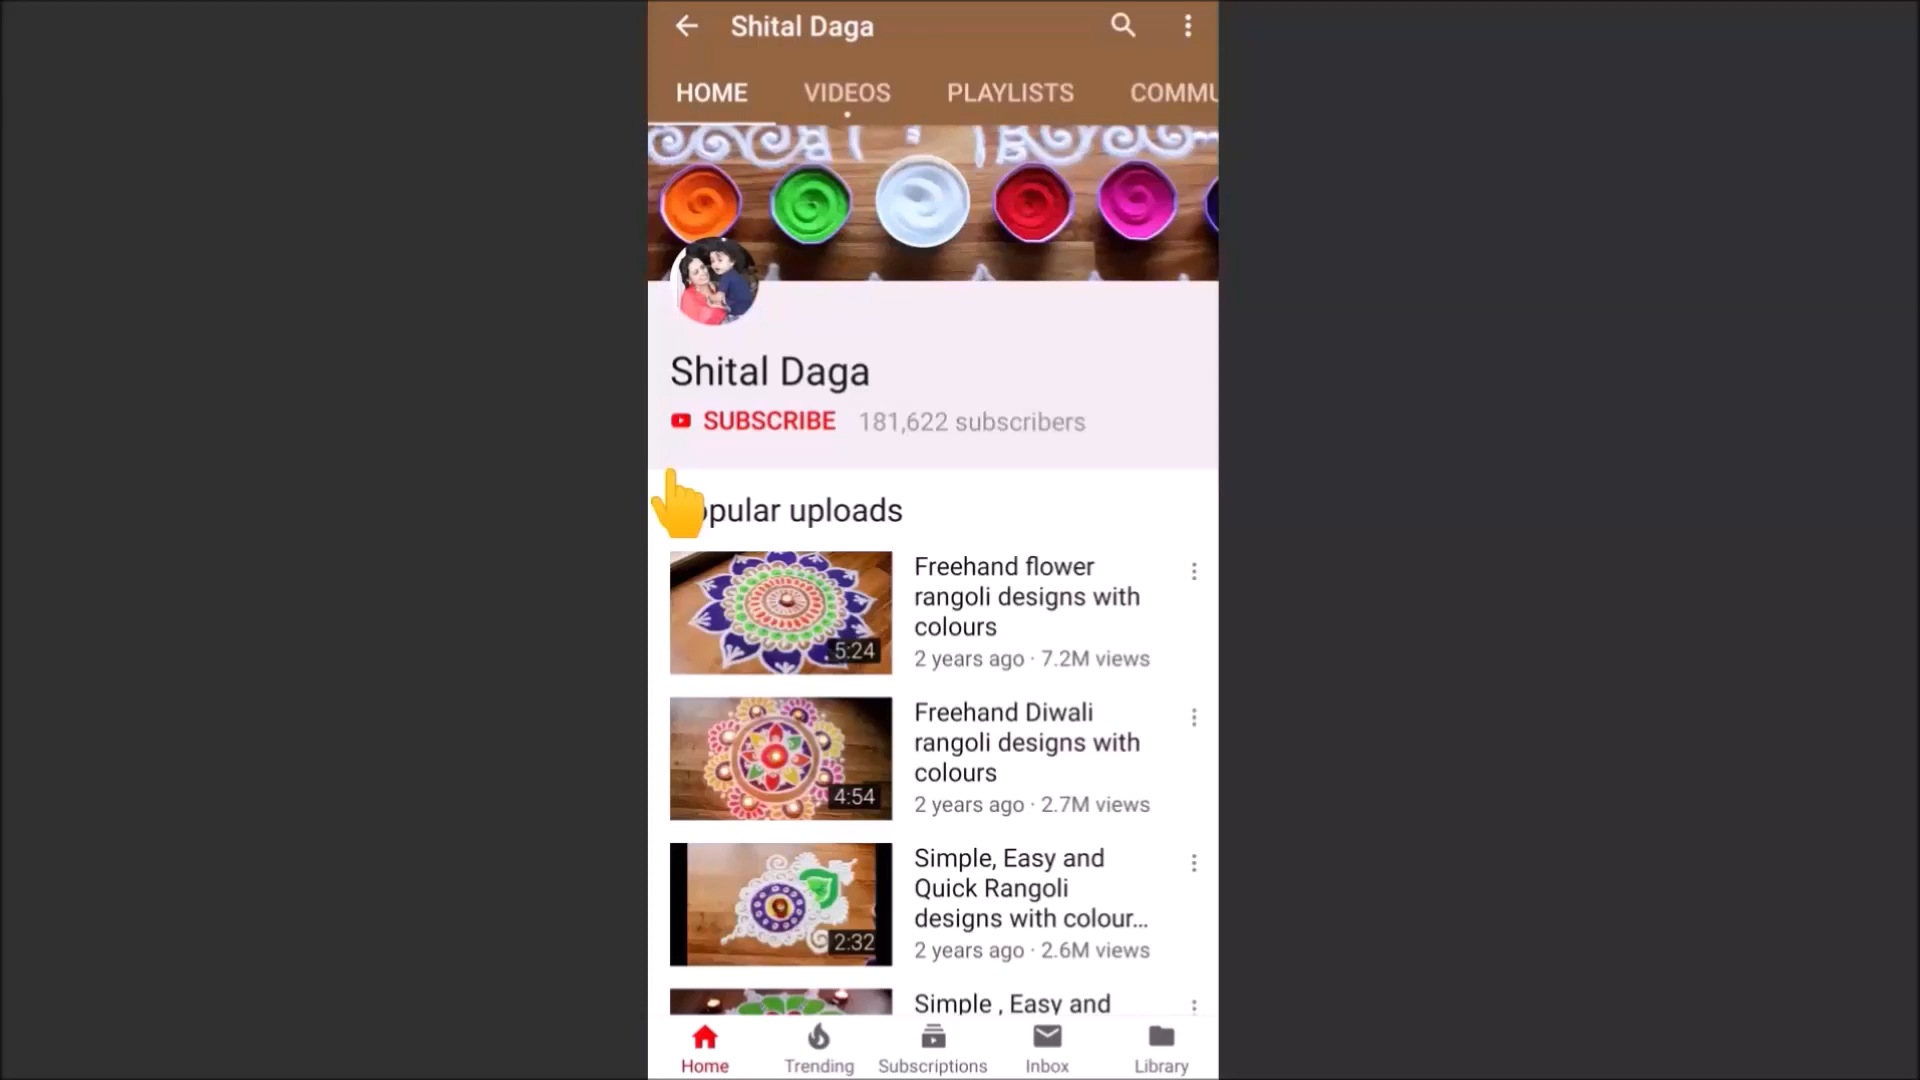 Shital Daga
HOME VIDEOS PLAYLISTS COMMU
Shital Daga
SUBSCRIBE 181,622 subscribers
opular uploads
Freehand flower
rangoli designs with
colours
5:24
2 years ago · 7.2M views
Freehand Diwali
rangoli designs with
colours
4:54
2 years ago · 2.7M views
Simple, Easy and
Quick Rangoli
designs with colour...
2:32
2 years ago · 2.6M views
Simple , Easy and
Home Trending Subscriptions Inbox Library